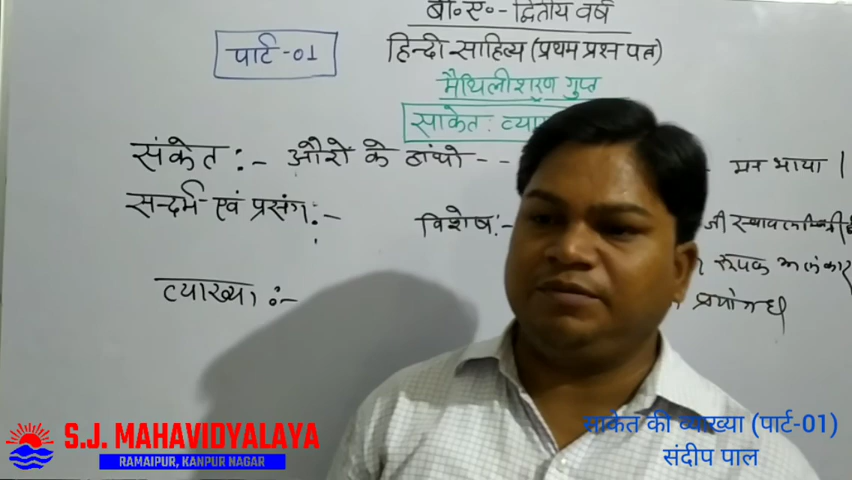 बी॰ए॰-द्वितीय वर्ष
पार्ट-01
हिन्दी साहित्य (प्रथम प्रश्न पत्र)
मैथिलीशरण गुप्त
साकेत:
संकेत:- औरों के हाथों - - मन भाया।
सन्दर्भ एवं प्रसंग:-
विशेष:-
रूपक अलंकार
व्याख्या:-
S.J. MAHAVIDYALAYA
RAMAIPUR, KANPUR NAGAR
साकेत की व्याख्या (पार्ट-01)
संदीप पाल